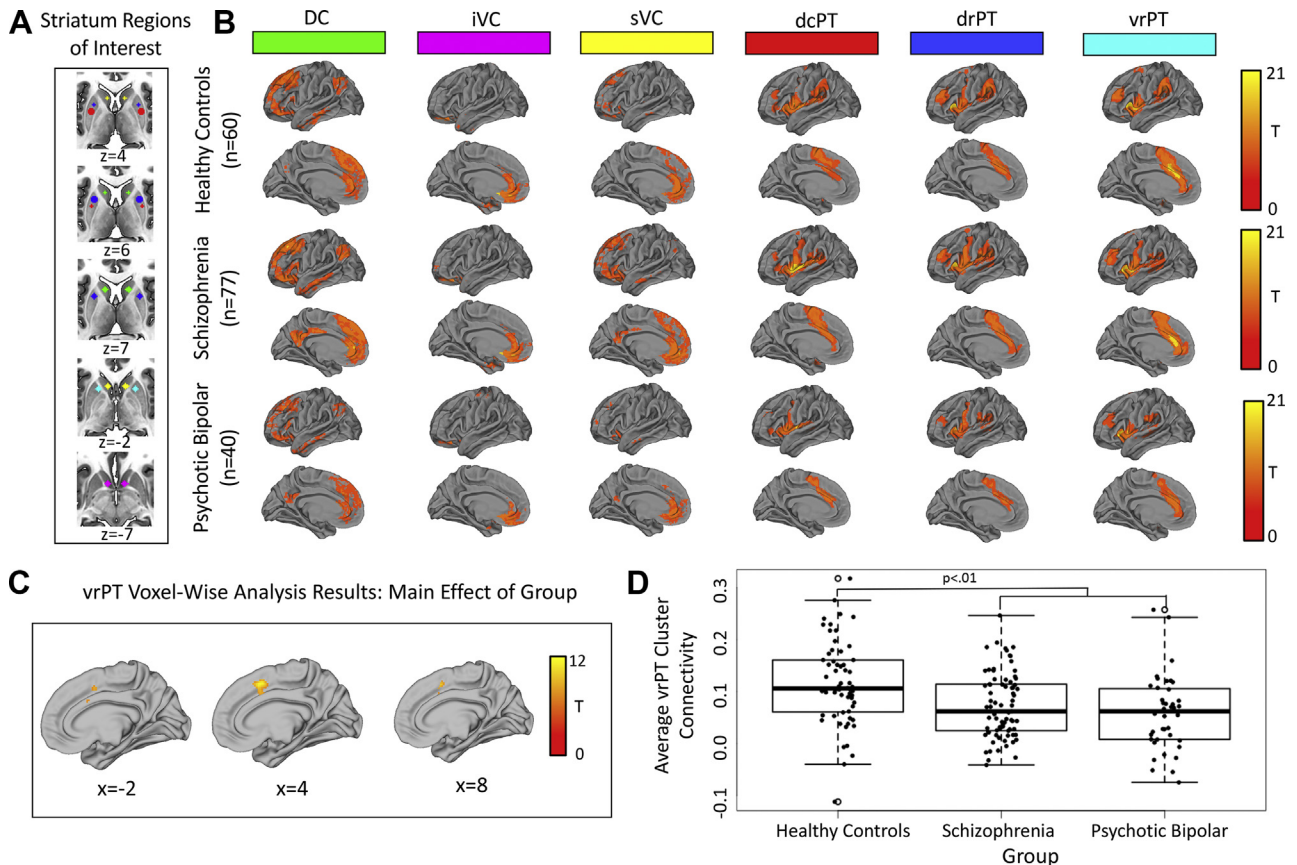 A
Striatum Regions
of Interest
z=4
z=6
z=7
z=-2
z=-7
B
DC
iVC
sVC
dcPT
drPT
vrPT
Healthy Controls
(n=60)
21
T
0
Schizophrenia
(n=77)
21
T
0
Psychotic Bipolar
(n=40)
21
T
0
C
vrPT Voxel-Wise Analysis Results: Main Effect of Group
12
T
0
x=-2
x=4
x=8
D
p<.01
Average vrPT Cluster
Connectivity
0.3
0.2
0.1
0.0
-0.1
Healthy Controls
Schizophrenia
Psychotic Bipolar
Group